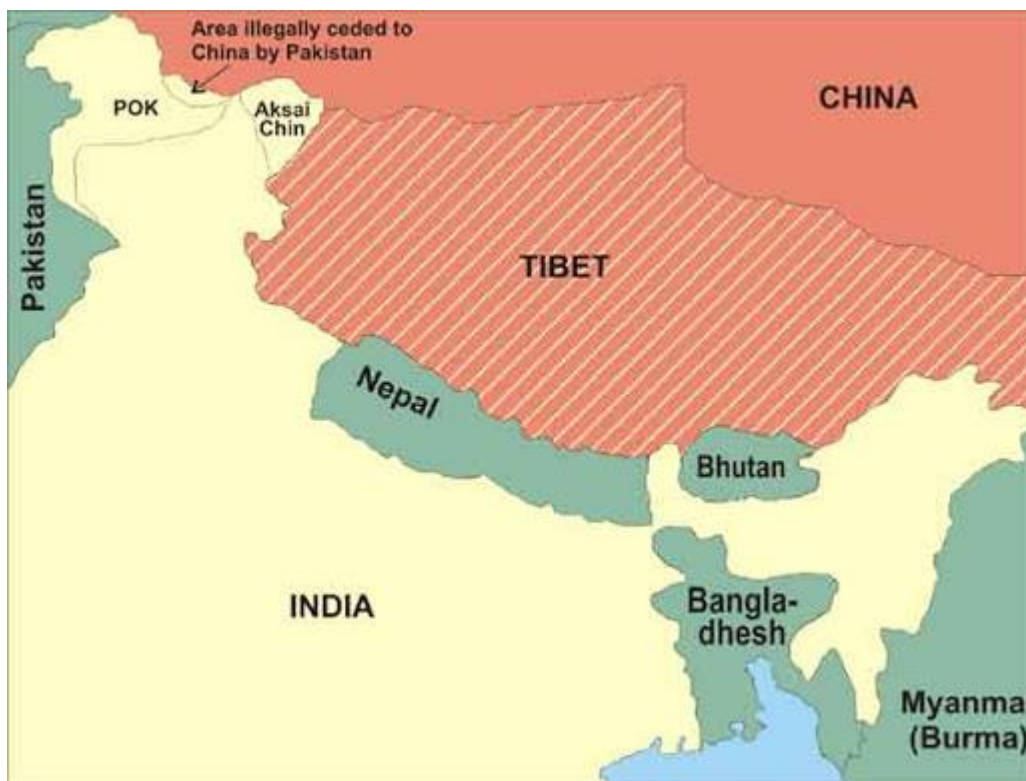 Area illegally ceded to
China by Pakistan
POK
Aksai
Chin
CHINA
Pakistan
TIBET
Nepal
Bhutan
INDIA
Bangla-
dhesh
Myanma
(Burma)